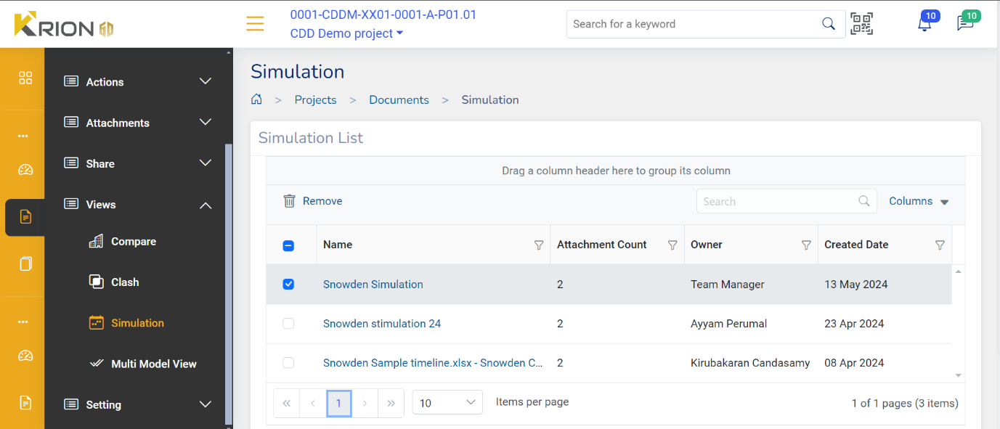 KRION
0001-CDDM-XX01-0001-A-P01.01
CDD Demo project
Search for a keyword
10
10
Actions
Attachments
Share
Views
Compare
Clash
Simulation
Multi Model View
Setting
Simulation
> Projects > Documents > Simulation
Simulation List
Drag a column header here to group its column
Remove
Search
Columns
Name Attachment Count Owner Created Date
Snowden Simulation 2 Team Manager 13 May 2024
Snowden stimulation 24 2 Ayyam Perumal 23 Apr 2024
Snowden Sample timeline.xlsx - Snowden C... 2 Kirubakaran Candasamy 08 Apr 2024
« ‹ 1 › » 10 Items per page 1 of 1 pages (3 items)